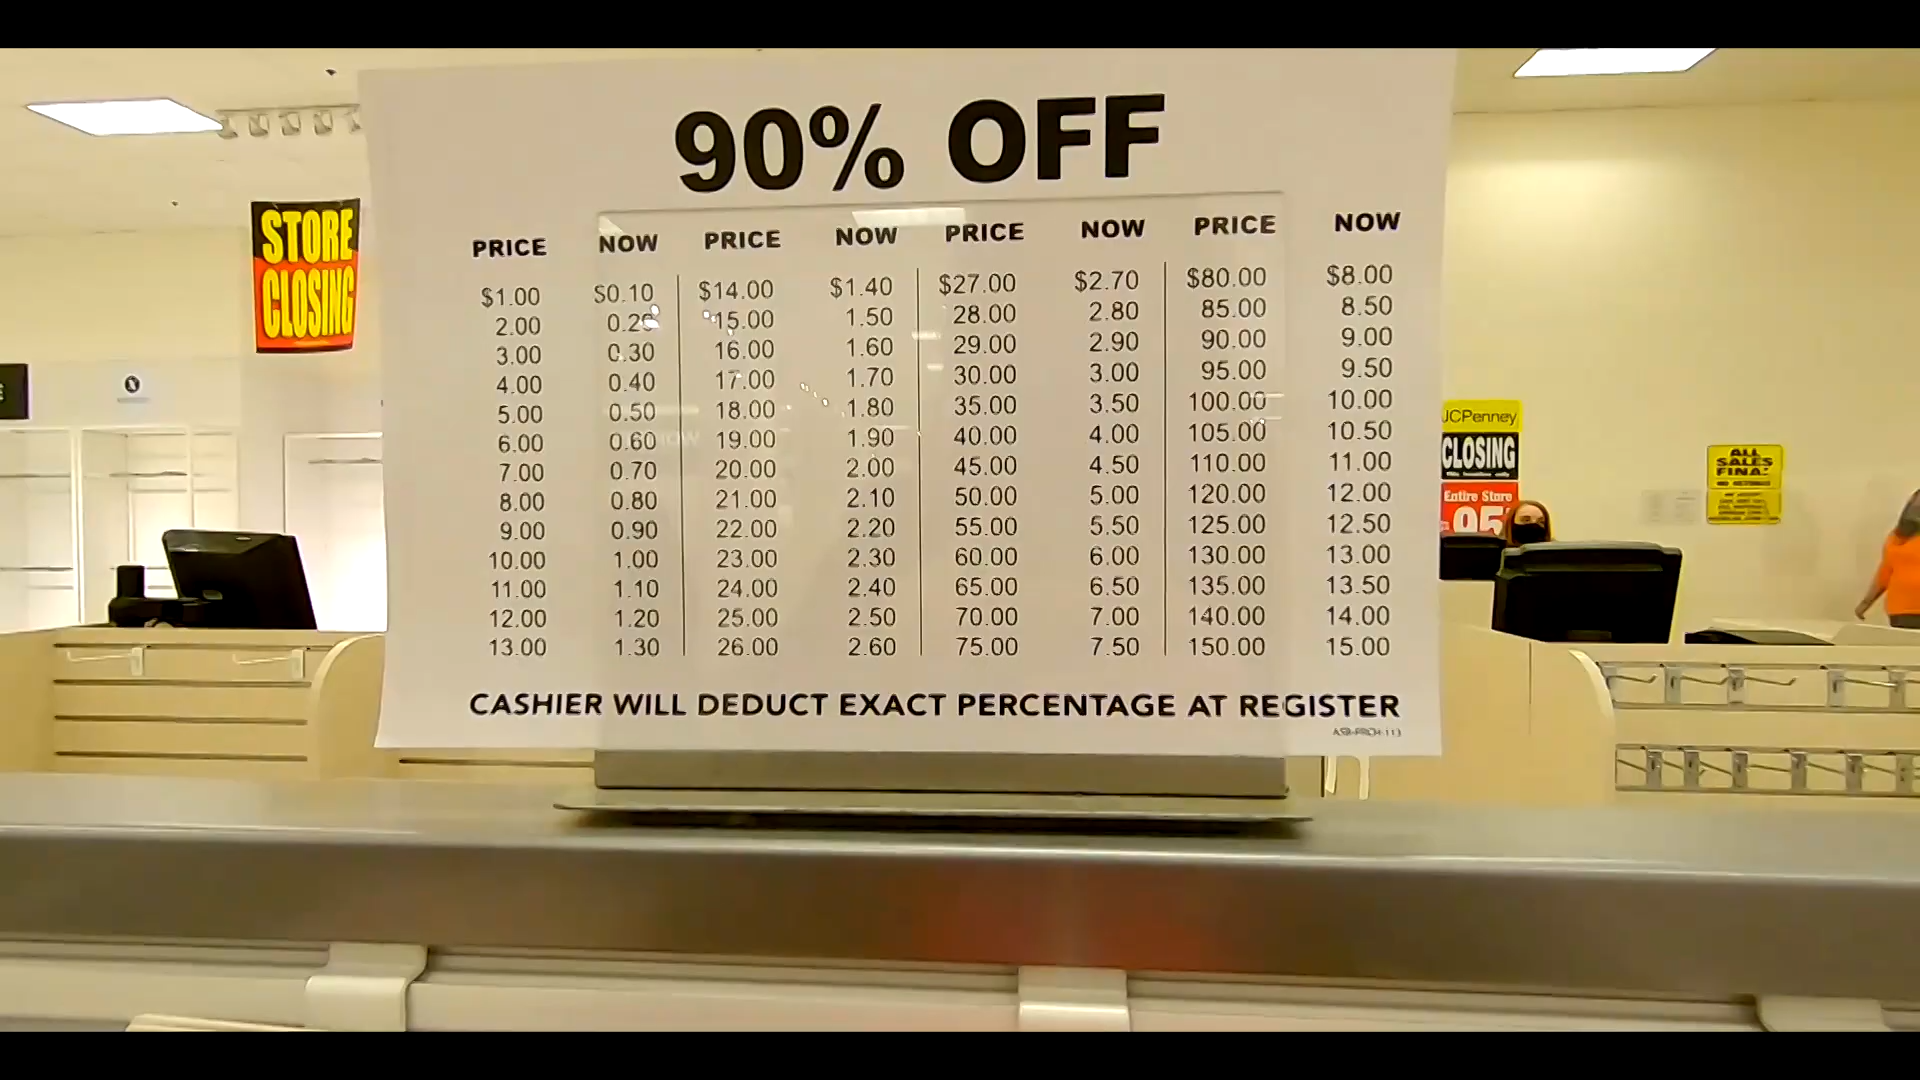 90% OFF
PRICE NOW PRICE NOW PRICE NOW PRICE NOW
$1.00 $0.10 $14.00 $1.40 $27.00 $2.70 $80.00 $8.00
2.00 0.20 15.00 1.50 28.00 2.80 85.00 8.50
3.00 0.30 16.00 1.60 29.00 2.90 90.00 9.00
4.00 0.40 17.00 1.70 30.00 3.00 95.00 9.50
5.00 0.50 18.00 1.80 35.00 3.50 100.00 10.00
6.00 0.60 19.00 1.90 40.00 4.00 105.00 10.50
7.00 0.70 20.00 2.00 45.00 4.50 110.00 11.00
8.00 0.80 21.00 2.10 50.00 5.00 120.00 12.00
9.00 0.90 22.00 2.20 55.00 5.50 125.00 12.50
10.00 1.00 23.00 2.30 60.00 6.00 130.00 13.00
11.00 1.10 24.00 2.40 65.00 6.50 135.00 13.50
12.00 1.20 25.00 2.50 70.00 7.00 140.00 14.00
13.00 1.30 26.00 2.60 75.00 7.50 150.00 15.00
CASHIER WILL DEDUCT EXACT PERCENTAGE AT REGISTER
STORE
CLOSING
JCPenney
CLOSING
Entire Store
95
ALL
SALES
FINAL